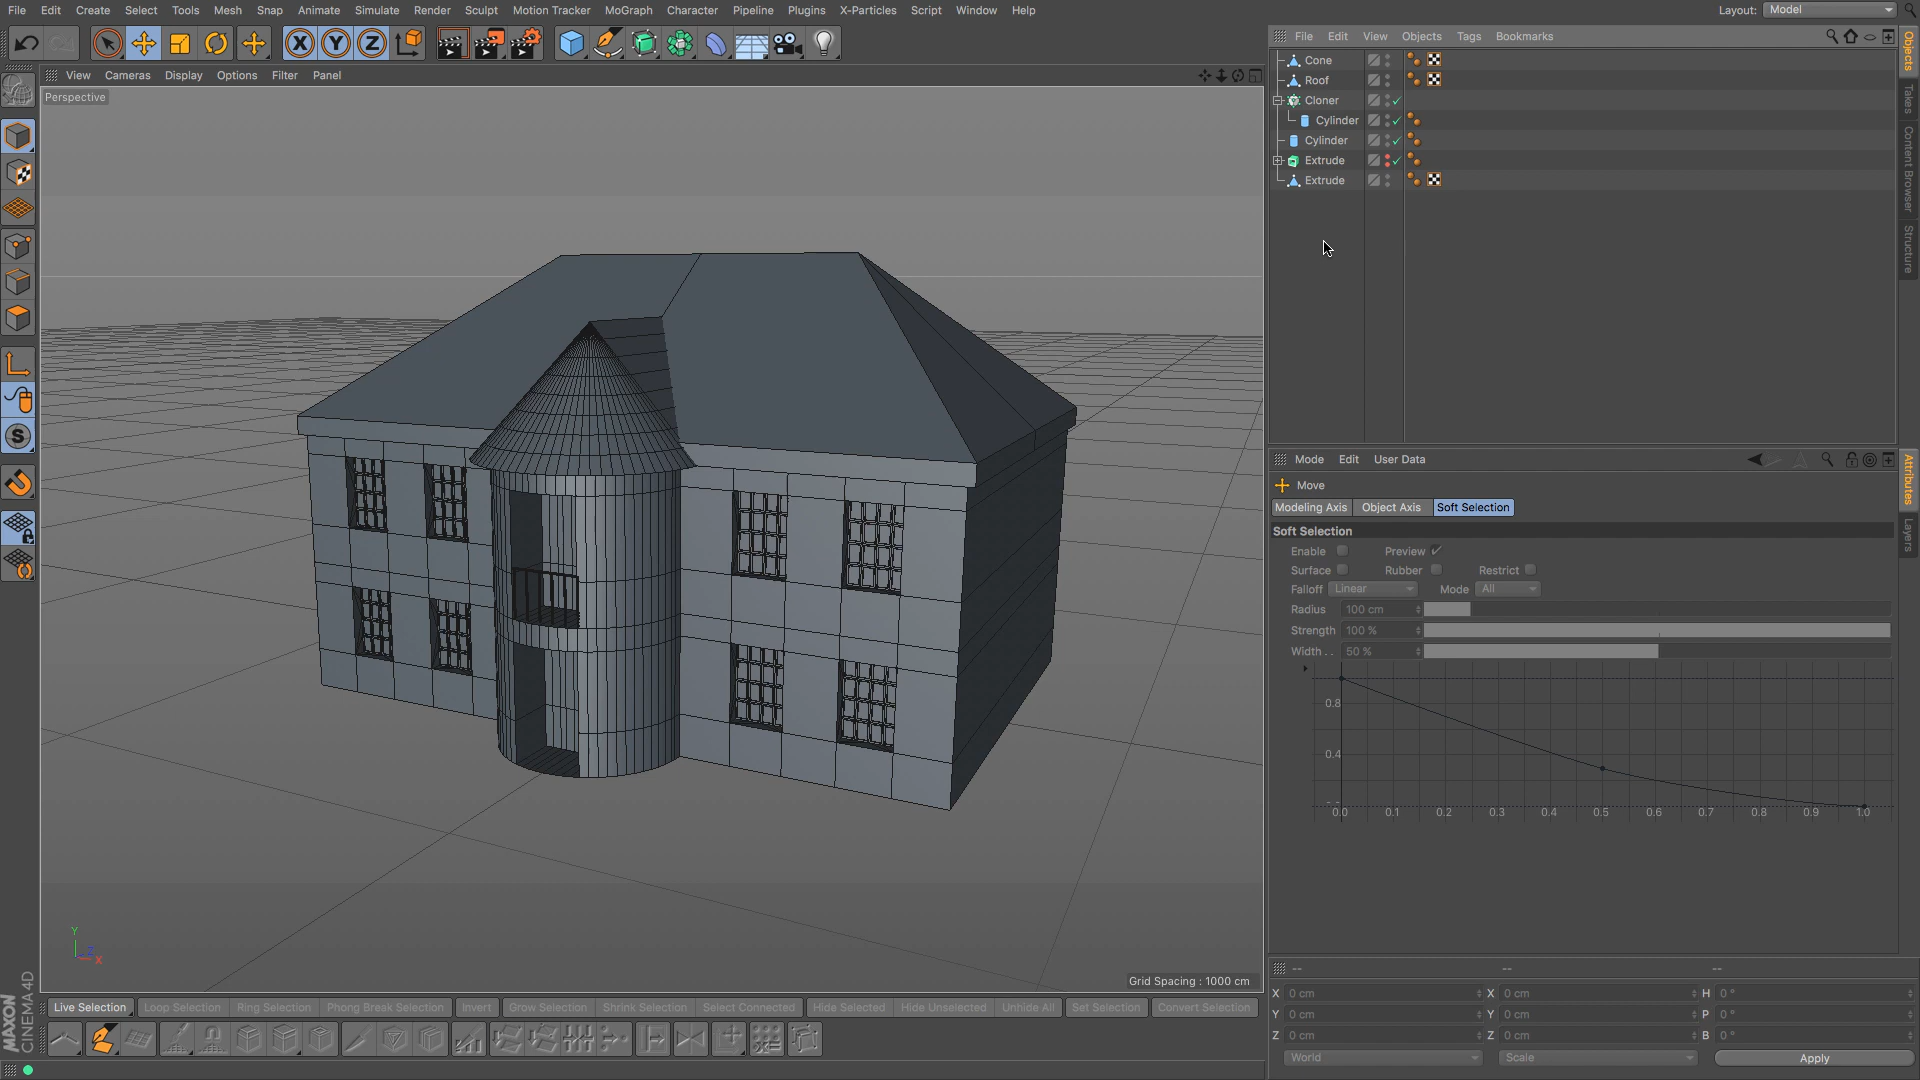 File Edit Create Select Tools Mesh Snap Animate Simulate Render Sculpt Motion Tracker MoGraph Character Pipeline Plugins X-Particles Script Window Help Layout: Model
File Edit View Objects Tags Bookmarks
View Cameras Display Options Filter Panel
Perspective
Cone
Roof
Cloner
Cylinder
Cylinder
Extrude
Extrude
Objects
Takes
Content Browser
Structure
Mode Edit User Data
Move
Modeling Axis Object Axis Soft Selection
Soft Selection
Enable Preview
Surface Rubber Restrict
Falloff Linear Mode All
Radius 100 cm
Strength 100 %
Width . . 50 %
0.8
0.4
0.0 0.1 0.2 0.3 0.4 0.5 0.6 0.7 0.8 0.9 1.0
Attributes
Layers
Y
Z
X
Grid Spacing : 1000 cm
-- -- --
X 0 cm X 0 cm H 0 °
Y 0 cm Y 0 cm P 0 °
Z 0 cm Z 0 cm B 0 °
World Scale Apply
Live Selection Loop Selection Ring Selection Phong Break Selection Invert Grow Selection Shrink Selection Select Connected Hide Selected Hide Unselected Unhide All Set Selection Convert Selection
MAXON
CINEMA 4D